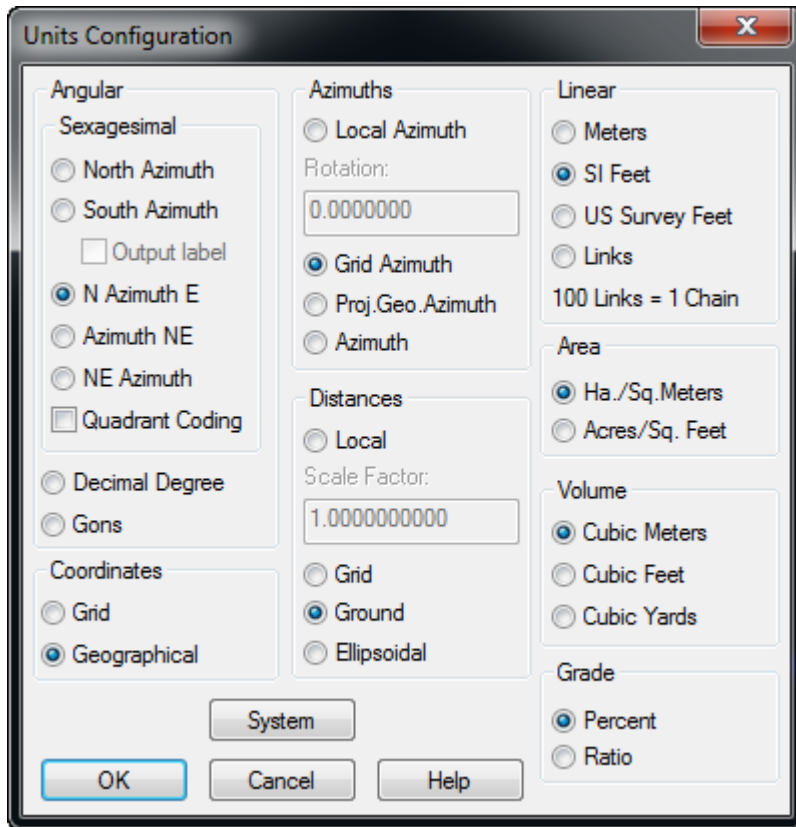 Units Configuration
Angular
Sexagesimal
North Azimuth
South Azimuth
Output label
N Azimuth E
Azimuth NE
NE Azimuth
Quadrant Coding
Decimal Degree
Gons
Coordinates
Grid
Geographical
Azimuths
Local Azimuth
Rotation:
0.0000000
Grid Azimuth
Proj.Geo.Azimuth
Azimuth
Distances
Local
Scale Factor:
1.0000000000
Grid
Ground
Ellipsoidal
Linear
Meters
SI Feet
US Survey Feet
Links
100 Links = 1 Chain
Area
Ha./Sq.Meters
Acres/Sq. Feet
Volume
Cubic Meters
Cubic Feet
Cubic Yards
Grade
Percent
Ratio
System
OK
Cancel
Help